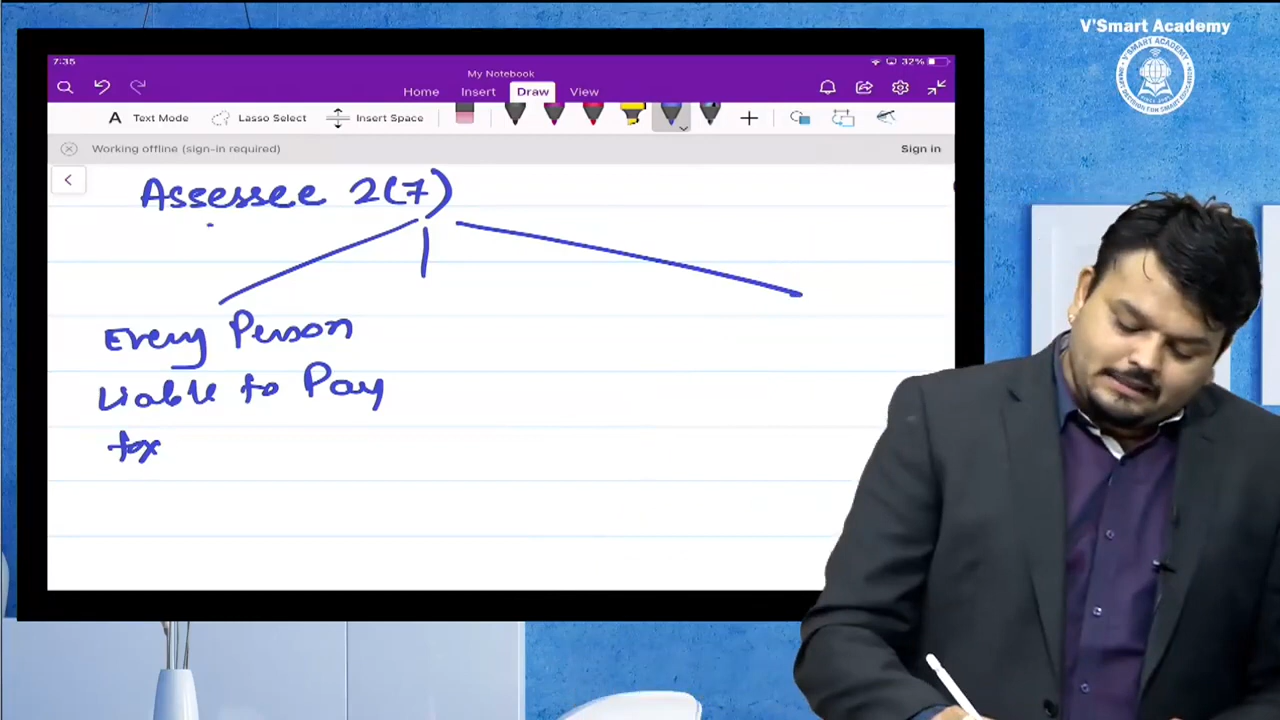 V'Smart Academy
7:35
32%
My Notebook
Home Insert Draw View
Text Mode Lasso Select Insert Space
Working offline (sign-in required) Sign in
Assessee 2(7)
Every Person
Liable to Pay
tax